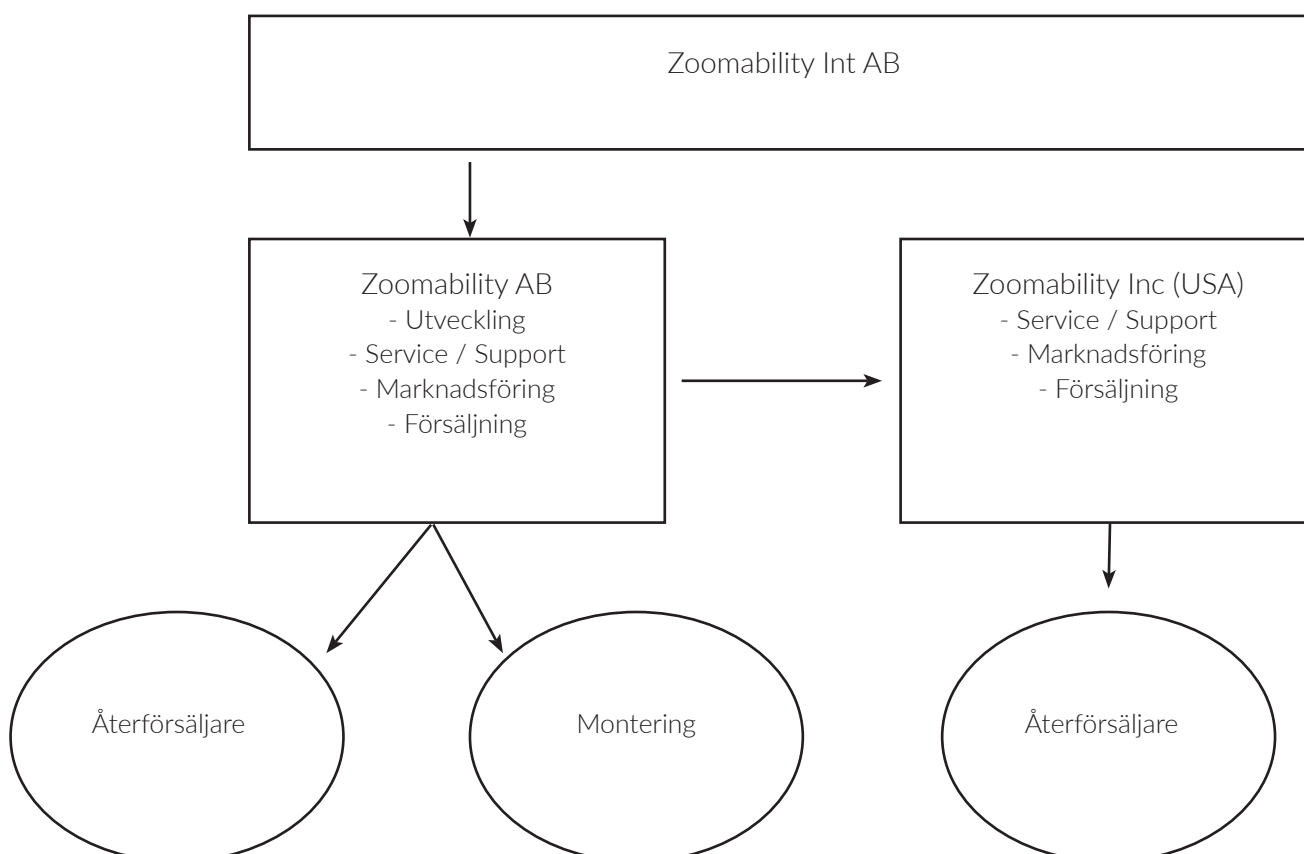 Zoomability Int AB
Zoomability AB
- Utveckling
- Service / Support
- Marknadsföring
- Försäljning
Zoomability Inc (USA)
- Service / Support
- Marknadsföring
- Försäljning
Återförsäljare
Montering
Återförsäljare